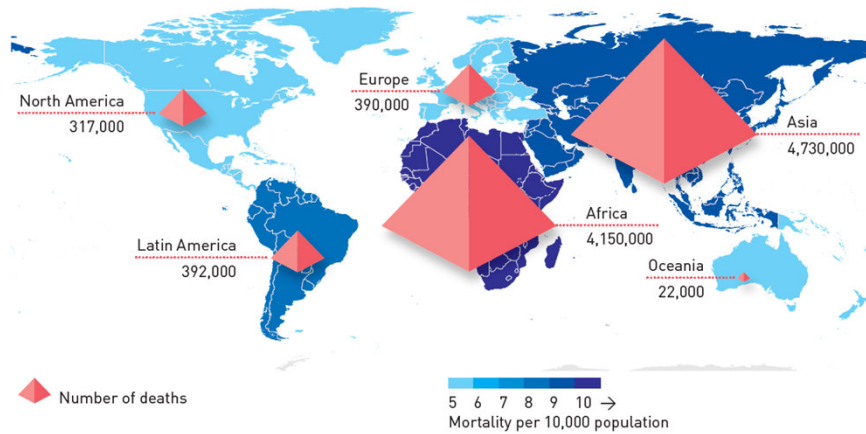 North America
317,000
Europe
390,000
Asia
4,730,000
Africa
4,150,000
Latin America
392,000
Oceania
22,000
Number of deaths
5 6 7 8 9 10 →
Mortality per 10,000 population